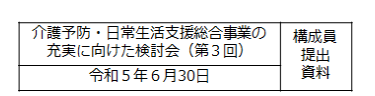 介護予防・日常生活支援総合事業の
充実に向けた検討会（第３回）
令和５年６月30日
構成員
提出
資料